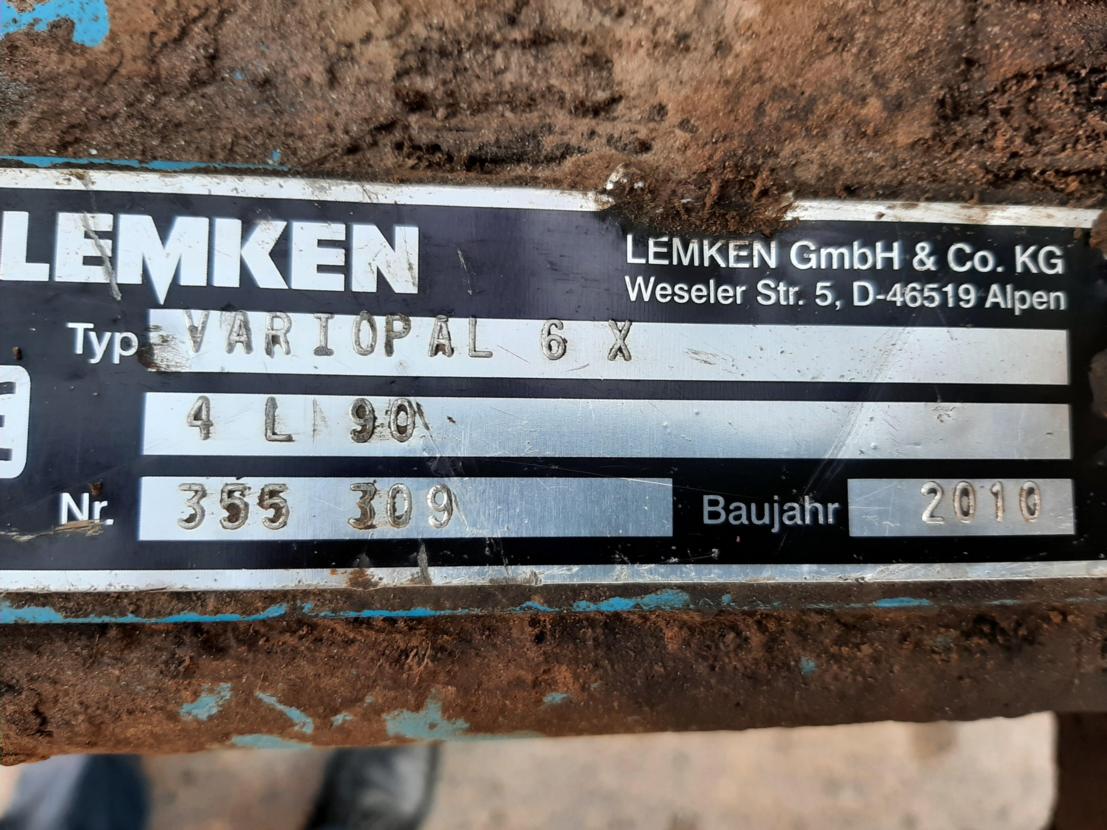 LEMKEN
LEMKEN GmbH & Co. KG
Weseler Str. 5, D-46519 Alpen
Typ VARIOPAL 6 X
4 L 90
Nr. 355 309 Baujahr 2010